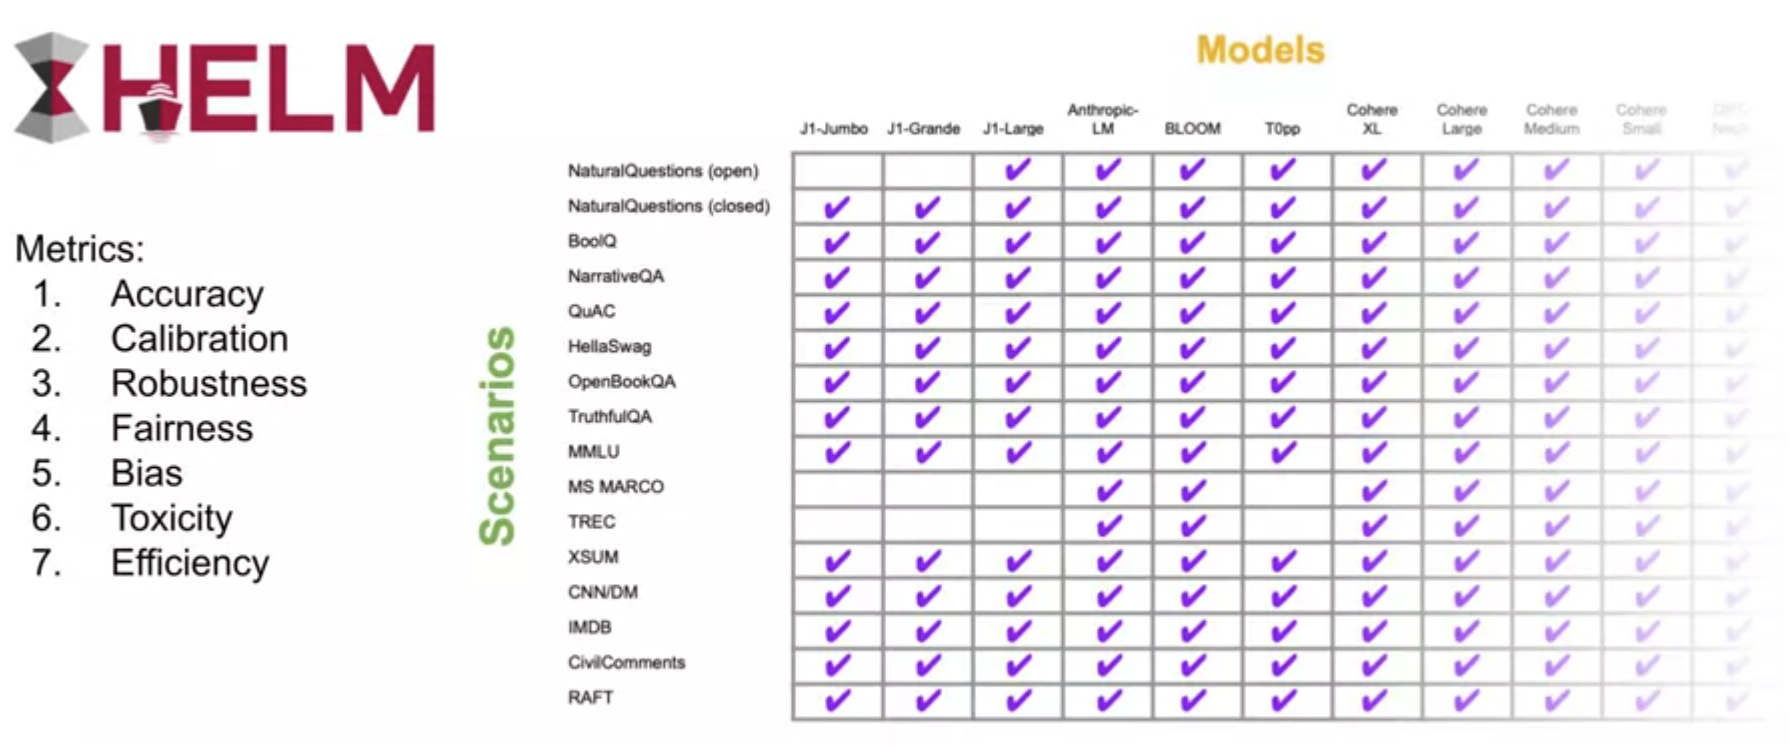 HELM
Models
J1-Jumbo J1-Grande J1-Large Anthropic-LM BLOOM T0pp Cohere XL Cohere Large Cohere Medium Cohere Small
Metrics:
1. Accuracy
2. Calibration
3. Robustness
4. Fairness
5. Bias
6. Toxicity
7. Efficiency
Scenarios
NaturalQuestions (open)
NaturalQuestions (closed)
BoolQ
NarrativeQA
QuAC
HellaSwag
OpenBookQA
TruthfulQA
MMLU
MS MARCO
TREC
XSUM
CNN/DM
IMDB
CivilComments
RAFT